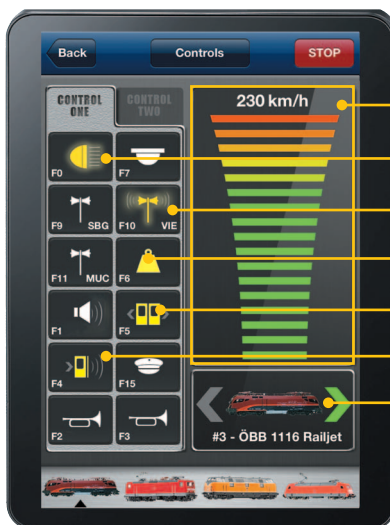 Back
Controls
STOP
CONTROL ONE
CONTROL TWO
230 km/h
F0
F7
F9 SBG
F10 VIE
F11 MUC
F6
F1
F5
F4
F15
F2
F3
#3 - ÖBB 1116 Railjet